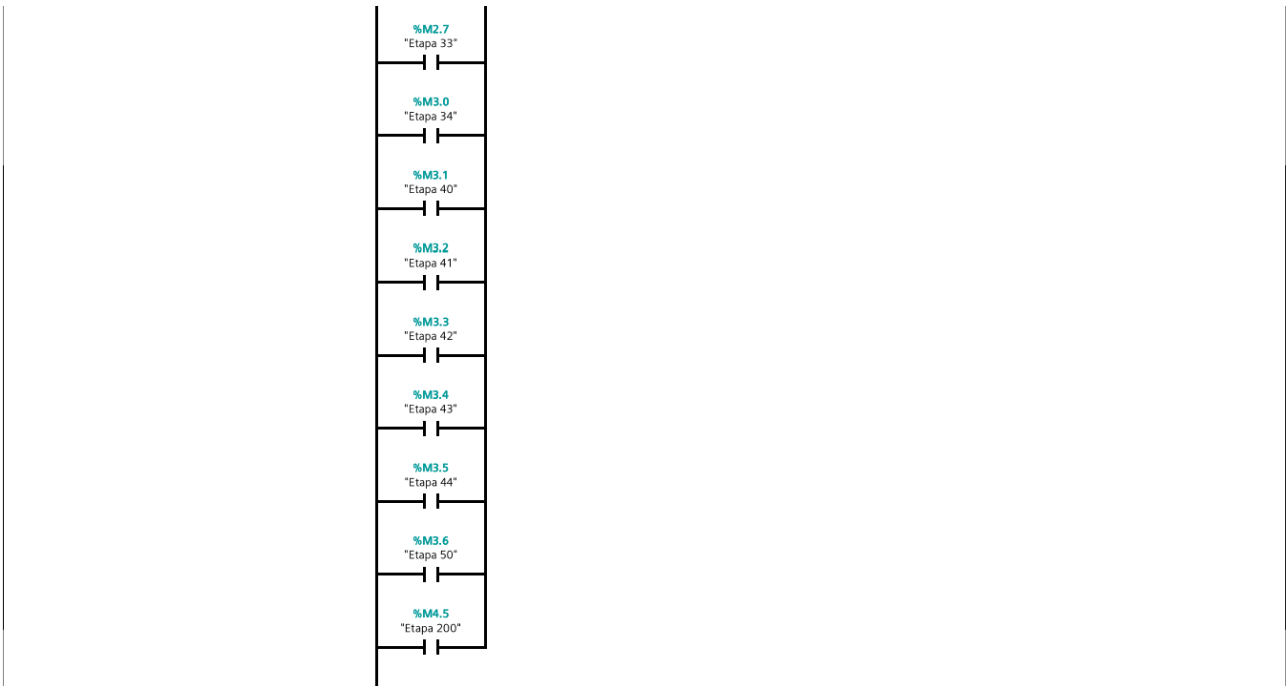 %M2.7
"Etapa 33"
%M3.0
"Etapa 34"
%M3.1
"Etapa 40"
%M3.2
"Etapa 41"
%M3.3
"Etapa 42"
%M3.4
"Etapa 43"
%M3.5
"Etapa 44"
%M3.6
"Etapa 50"
%M4.5
"Etapa 200"